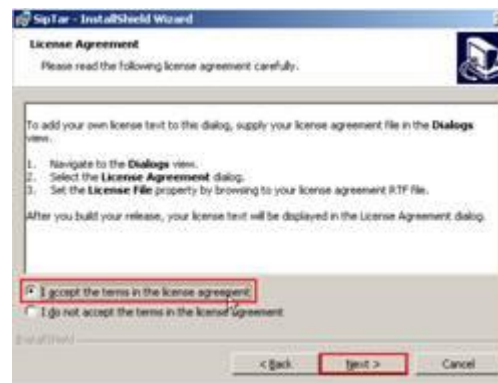 SipTar - InstallShield Wizard
License Agreement
Please read the following license agreement carefully.
To add your own license text to this dialog, supply your license agreement file in the Dialogs
view.
1. Navigate to the Dialogs view.
2. Select the License Agreement dialog.
3. Set the License File property by browsing to your license agreement RTF file.
After you build your release, your license text will be displayed in the License Agreement dialog.
I accept the terms in the license agreement
I do not accept the terms in the license agreement
InstallShield
< Back
Next >
Cancel